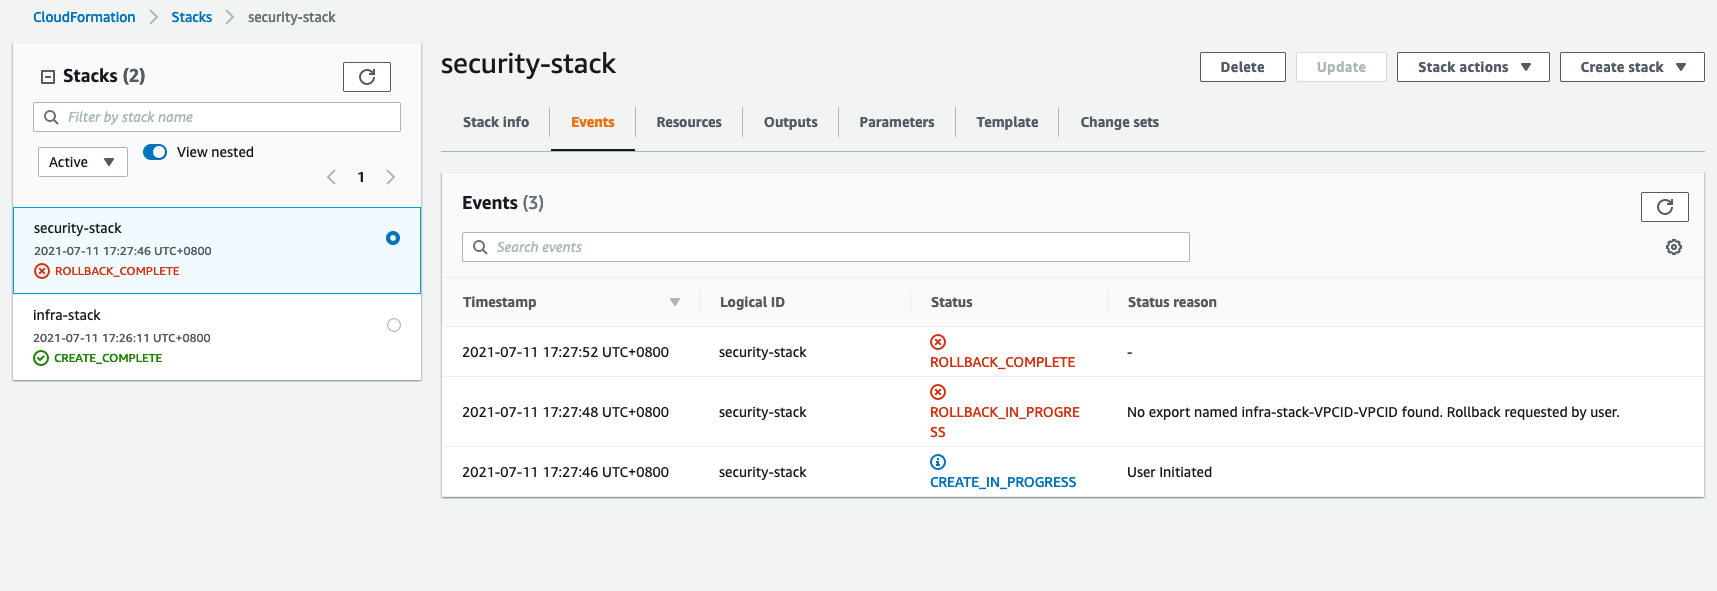 CloudFormation > Stacks > security-stack
Stacks (2)
Filter by stack name
Active
View nested
1
security-stack
2021-07-11 17:27:46 UTC+0800
ROLLBACK_COMPLETE
infra-stack
2021-07-11 17:26:11 UTC+0800
CREATE_COMPLETE
security-stack
Delete Update Stack actions Create stack
Stack info Events Resources Outputs Parameters Template Change sets
Events (3)
Search events
Timestamp Logical ID Status Status reason
2021-07-11 17:27:52 UTC+0800 security-stack ROLLBACK_COMPLETE -
2021-07-11 17:27:48 UTC+0800 security-stack ROLLBACK_IN_PROGRE No export named infra-stack-VPCID-VPCID found. Rollback requested by user.
SS
2021-07-11 17:27:46 UTC+0800 security-stack CREATE_IN_PROGRESS User Initiated